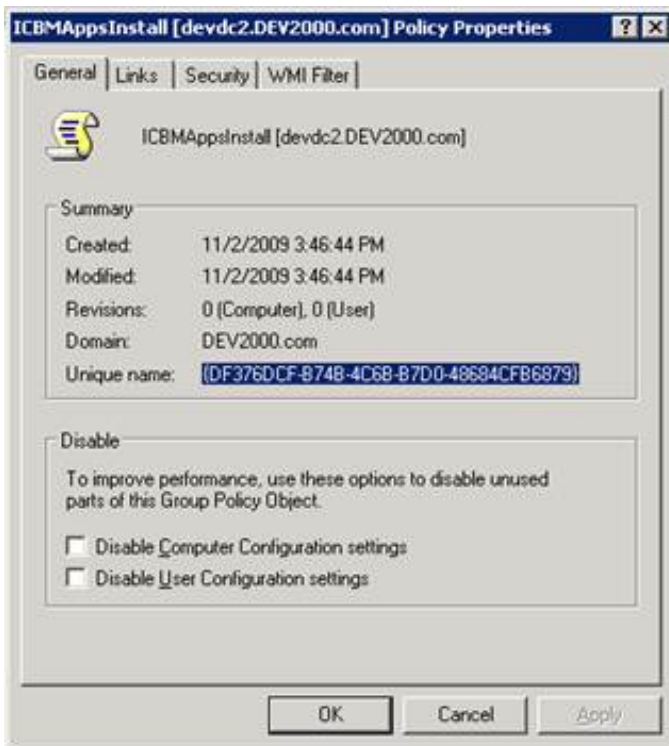 ICBMAppsInstall [devdc2.DEV2000.com] Policy Properties
General Links Security WMI Filter
ICBMAppsInstall [devdc2.DEV2000.com]
Summary
Created: 11/2/2009 3:46:44 PM
Modified: 11/2/2009 3:46:44 PM
Revisions: 0 (Computer), 0 (User)
Domain: DEV2000.com
Unique name: {DF376DCF-B74B-4C6B-B7D0-48684CFB6879}
Disable
To improve performance, use these options to disable unused
parts of this Group Policy Object.
Disable Computer Configuration settings
Disable User Configuration settings
OK Cancel Apply